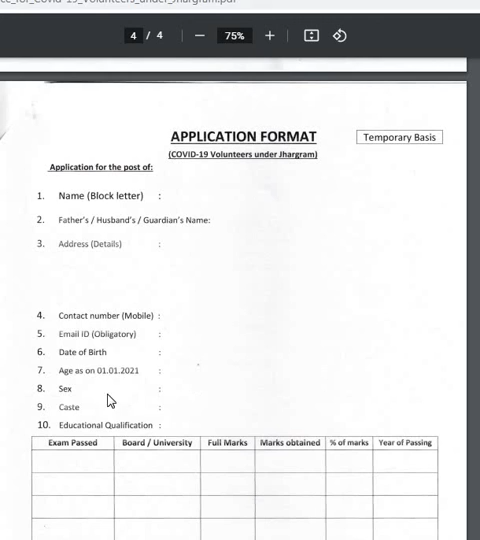 4 / 4
75%
APPLICATION FORMAT
Temporary Basis
(COVID-19 Volunteers under Jhargram)
Application for the post of:
1. Name (Block letter) :
2. Father's / Husband's / Guardian's Name:
3. Address (Details) :
4. Contact number (Mobile) :
5. Email ID (Obligatory) :
6. Date of Birth :
7. Age as on 01.01.2021 :
8. Sex :
9. Caste :
10. Educational Qualification :
Exam Passed Board / University Full Marks Marks obtained % of marks Year of Passing